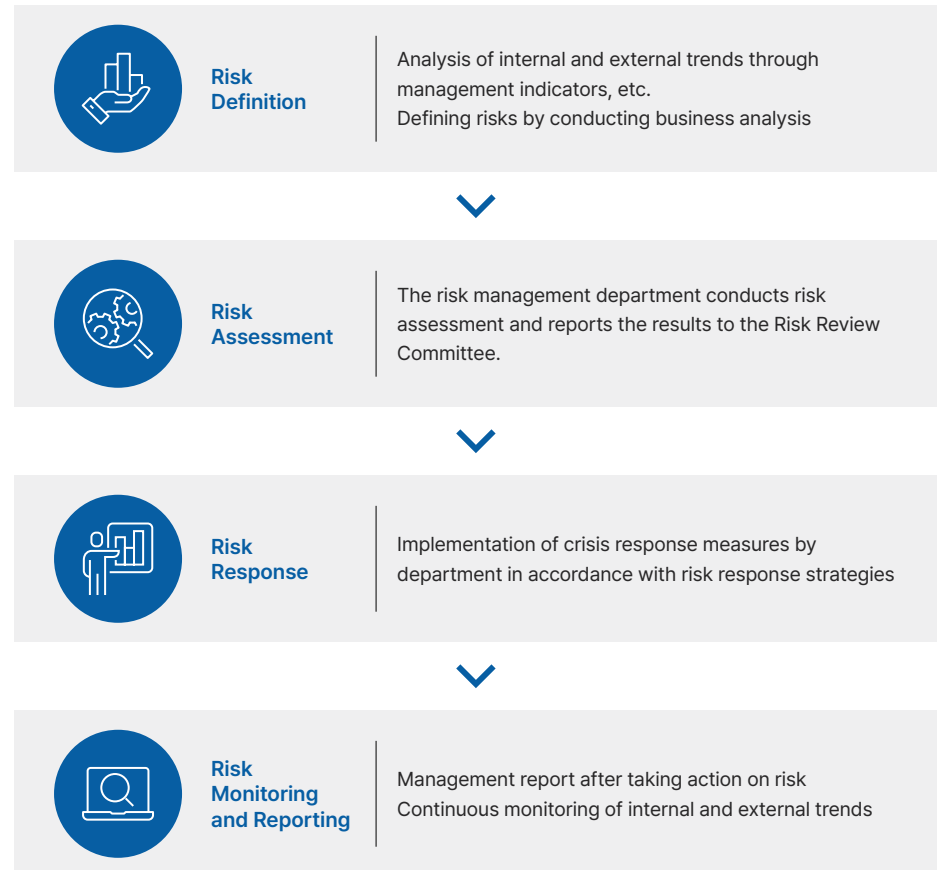 Risk
Definition
Analysis of internal and external trends through
management indicators, etc.
Defining risks by conducting business analysis
Risk
Assessment
The risk management department conducts risk
assessment and reports the results to the Risk Review
Committee.
Risk
Response
Implementation of crisis response measures by
department in accordance with risk response strategies
Risk
Monitoring
and Reporting
Management report after taking action on risk
Continuous monitoring of internal and external trends